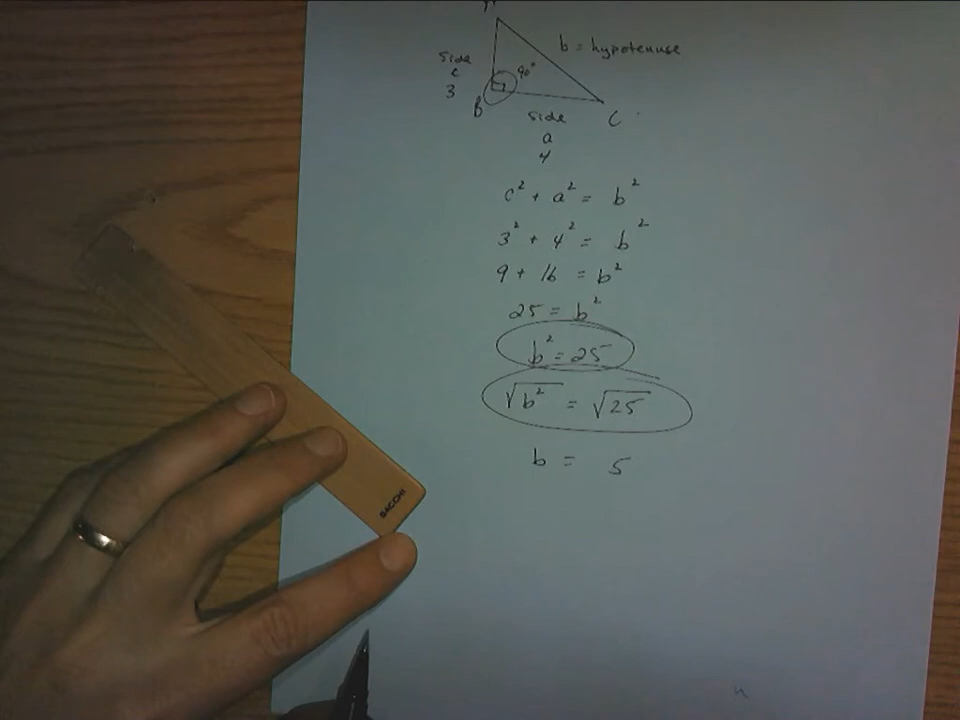 b = hypotenuse
side
c
3
90°
B
side
C
a
4
c² + a² = b²
3² + 4² = b²
9 + 16 = b²
25 = b²
b² = 25
√b² = √25
b = 5
SACCHI